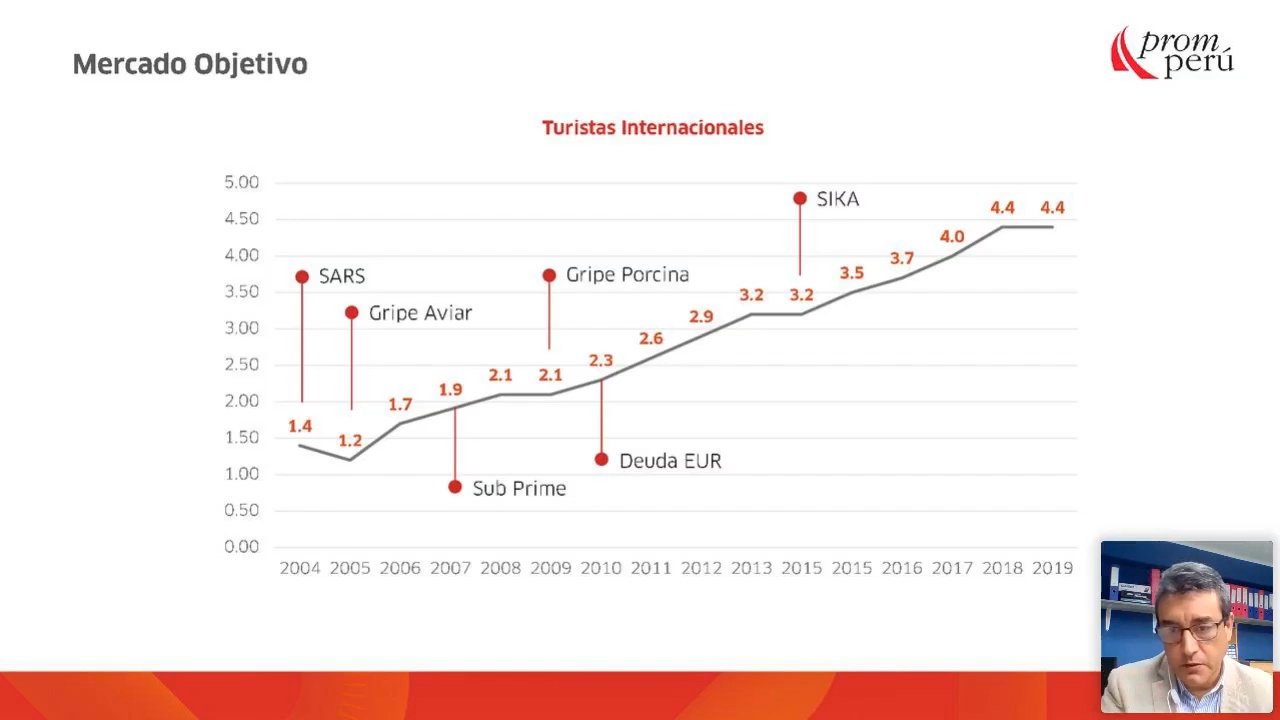 Mercado Objetivo
prom
perú
Turistas Internacionales
5.00
4.50
4.00
3.50
3.00
2.50
2.00
1.50
1.00
0.50
0.00
SARS
Gripe Aviar
Gripe Porcina
SIKA
Sub Prime
Deuda EUR
1.4 1.2 1.7 1.9 2.1 2.1 2.3 2.6 2.9 3.2 3.2 3.5 3.7 4.0 4.4 4.4
2004 2005 2006 2007 2008 2009 2010 2011 2012 2013 2015 2015 2016 2017 2018 2019